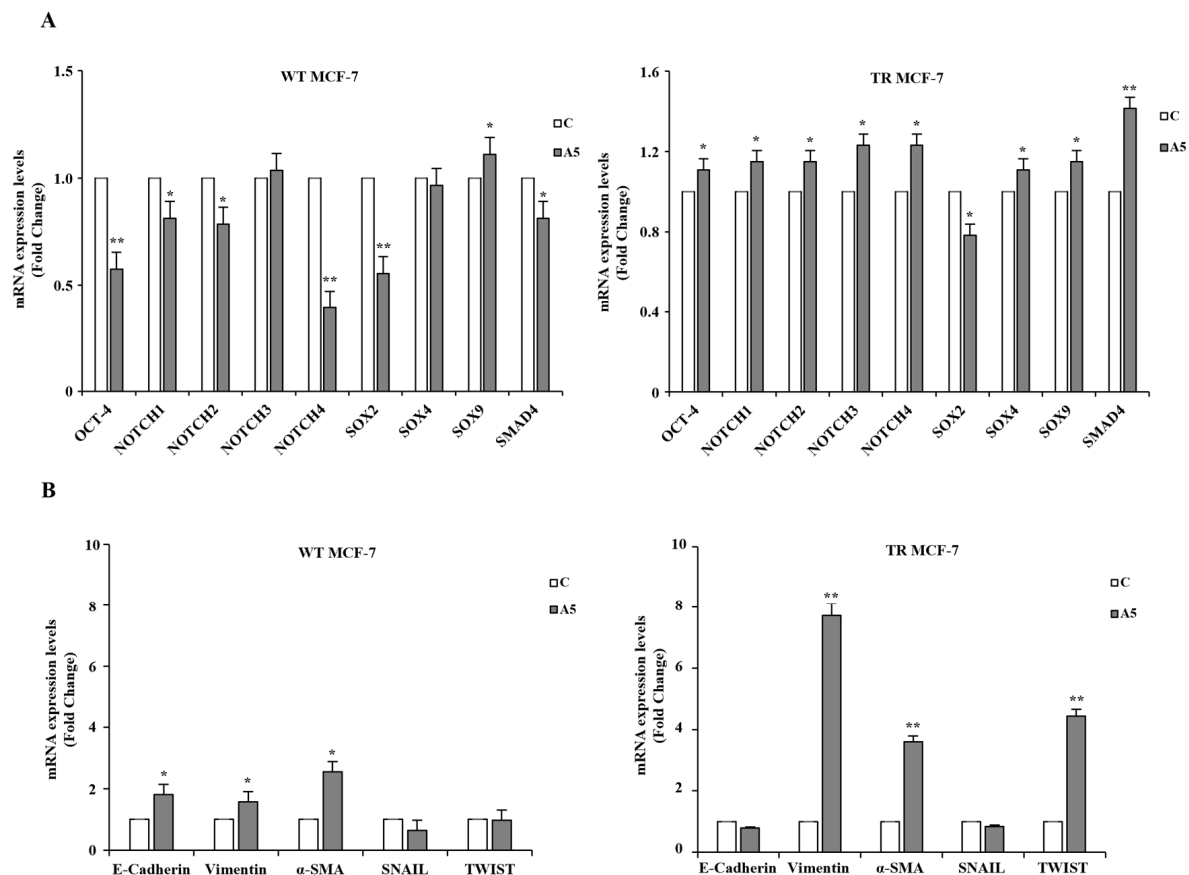 A
WT MCF-7
mRNA expression levels
(Fold Change)
1.5
1.0
0.5
0
**
*
*
**
**
*
*
C
A5
OCT-4
NOTCH1
NOTCH2
NOTCH3
NOTCH4
SOX2
SOX4
SOX9
SMAD4
TR MCF-7
mRNA expression levels
(Fold Change)
1.6
1.2
0.8
0.4
0
*
*
*
*
*
*
*
*
**
C
A5
OCT-4
NOTCH1
NOTCH2
NOTCH3
NOTCH4
SOX2
SOX4
SOX9
SMAD4
B
WT MCF-7
mRNA expression levels
(Fold Change)
10
8
6
4
2
0
*
*
*
C
A5
E-Cadherin Vimentin α-SMA SNAIL TWIST
TR MCF-7
mRNA expression levels
(Fold Change)
10
8
6
4
2
0
**
**
**
C
A5
E-Cadherin Vimentin α-SMA SNAIL TWIST